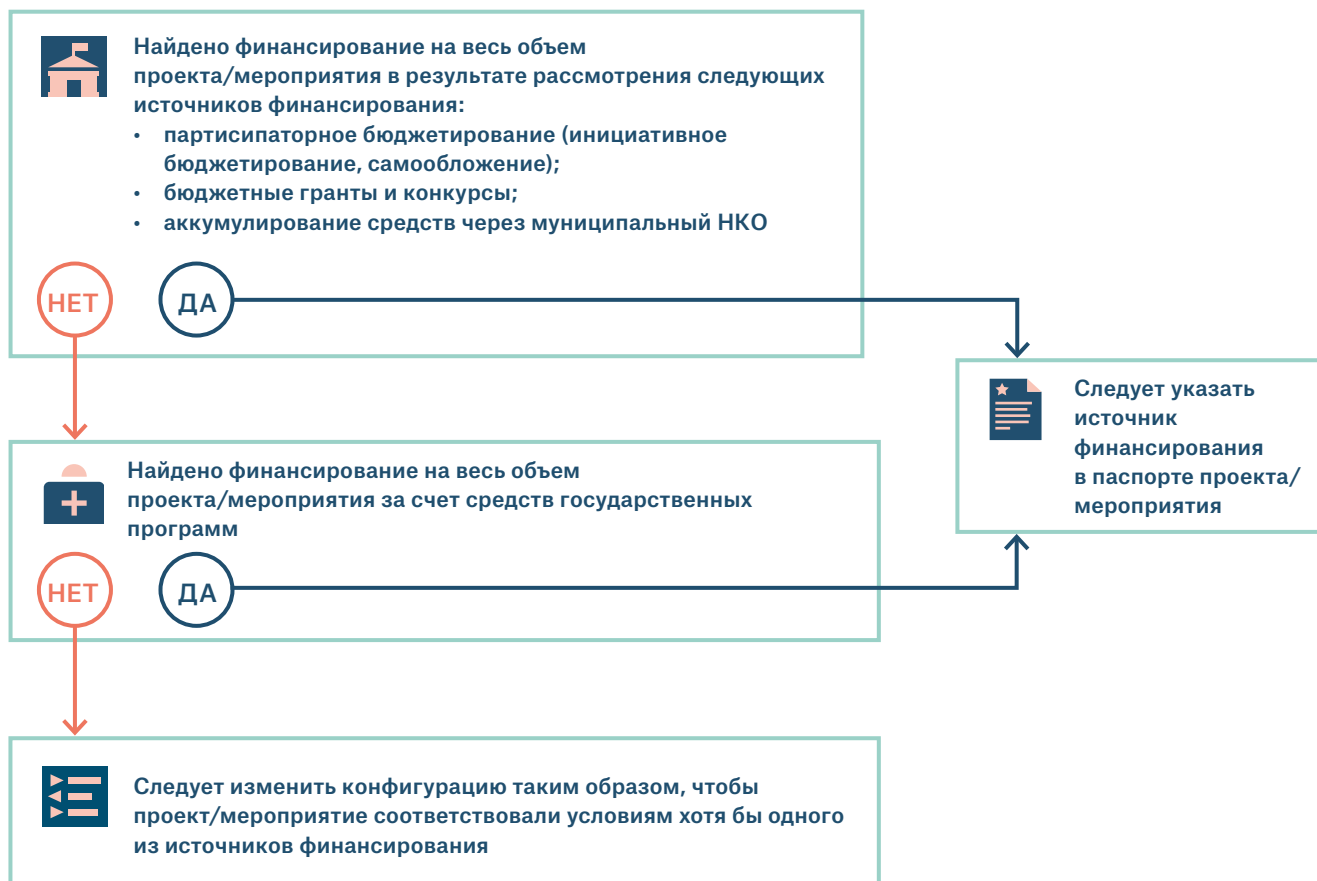 Найдено финансирование на весь объем
проекта/мероприятия в результате рассмотрения следующих
источников финансирования:
• партисипаторное бюджетирование (инициативное
бюджетирование, самообложение);
• бюджетные гранты и конкурсы;
• аккумулирование средств через муниципальный НКО
НЕТ
ДА
Следует указать
источник
финансирования
в паспорте проекта/
мероприятия
Найдено финансирование на весь объем
проекта/мероприятия за счет средств государственных
программ
НЕТ
ДА
Следует изменить конфигурацию таким образом, чтобы
проект/мероприятие соответствовали условиям хотя бы одного
из источников финансирования